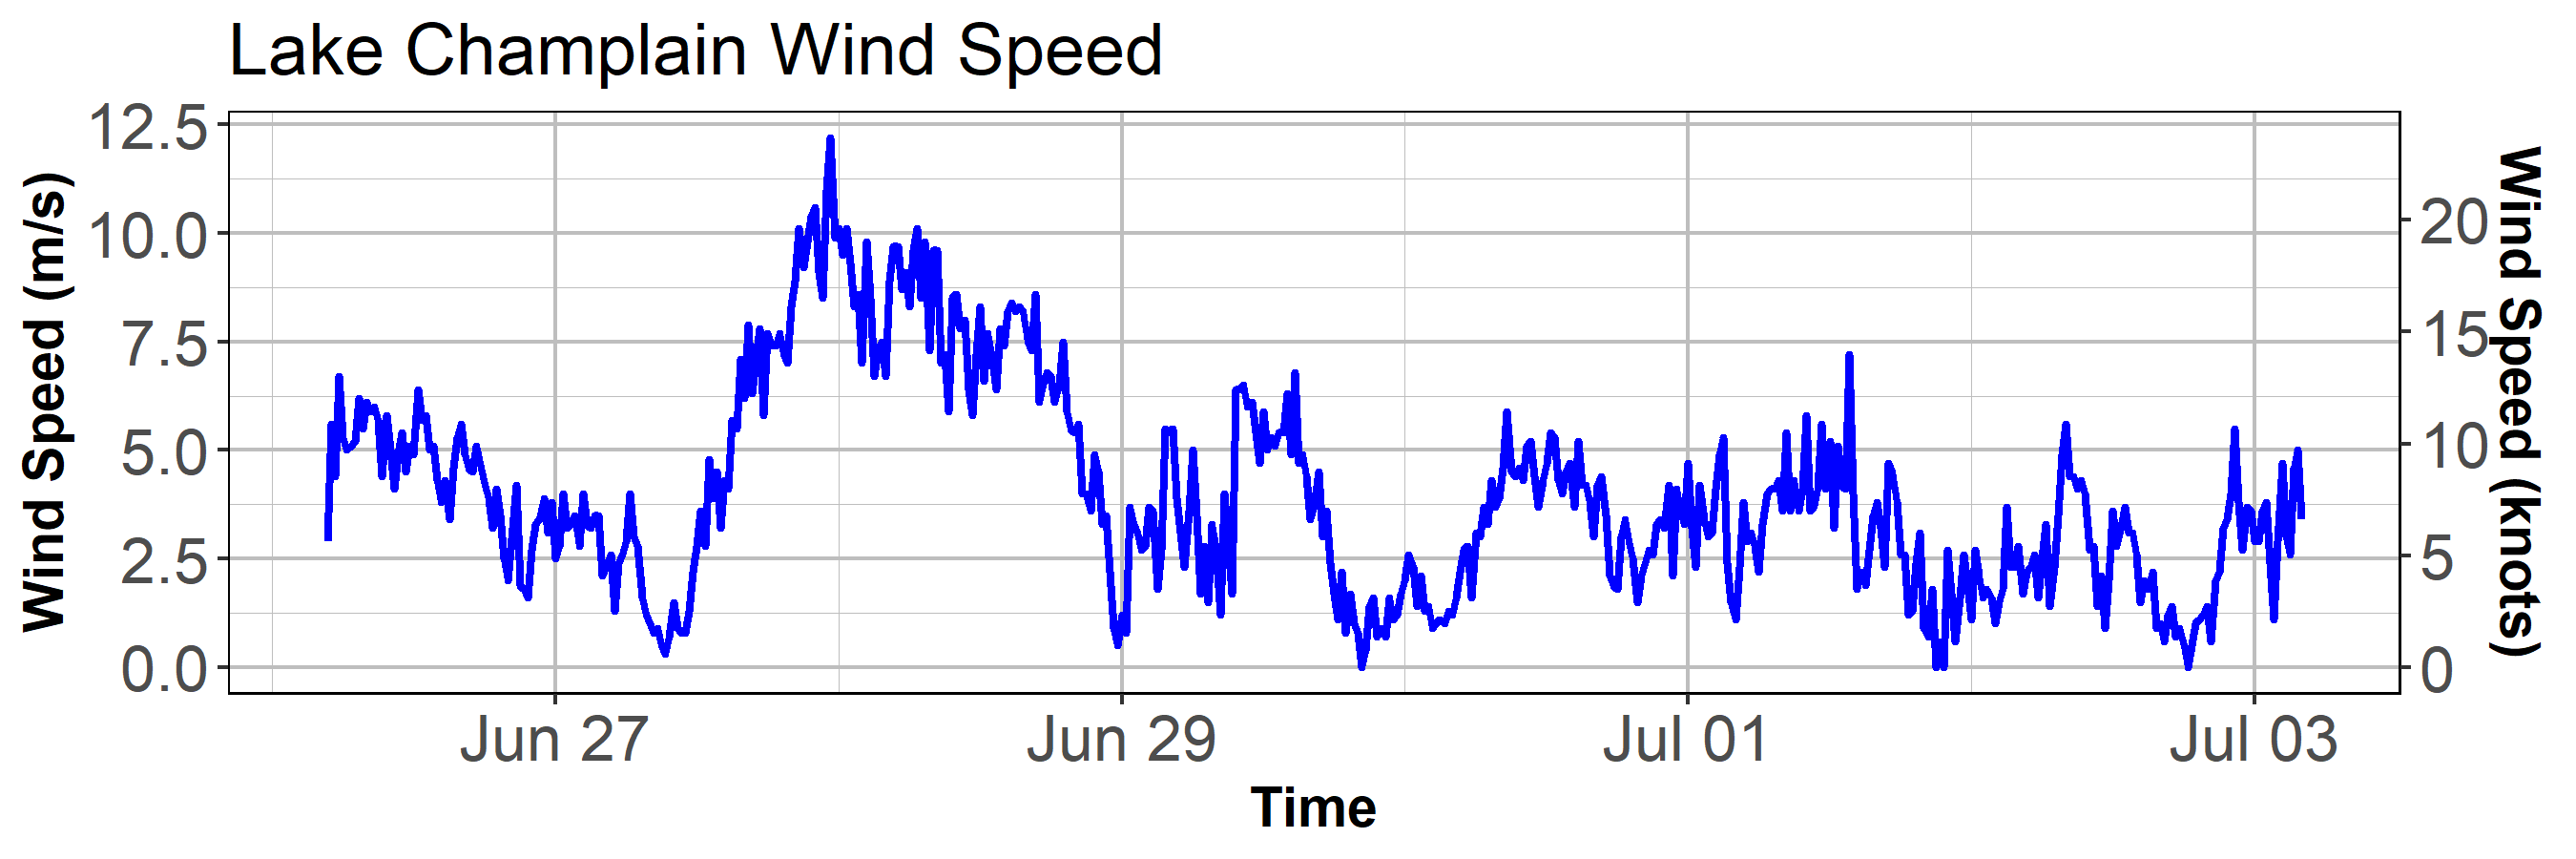 Lake Champlain Wind Speed
Wind Speed (m/s)
12.5
10.0
7.5
5.0
2.5
0.0
20
15
10
5
0
Wind Speed (knots)
Jun 27
Jun 29
Jul 01
Jul 03
Time